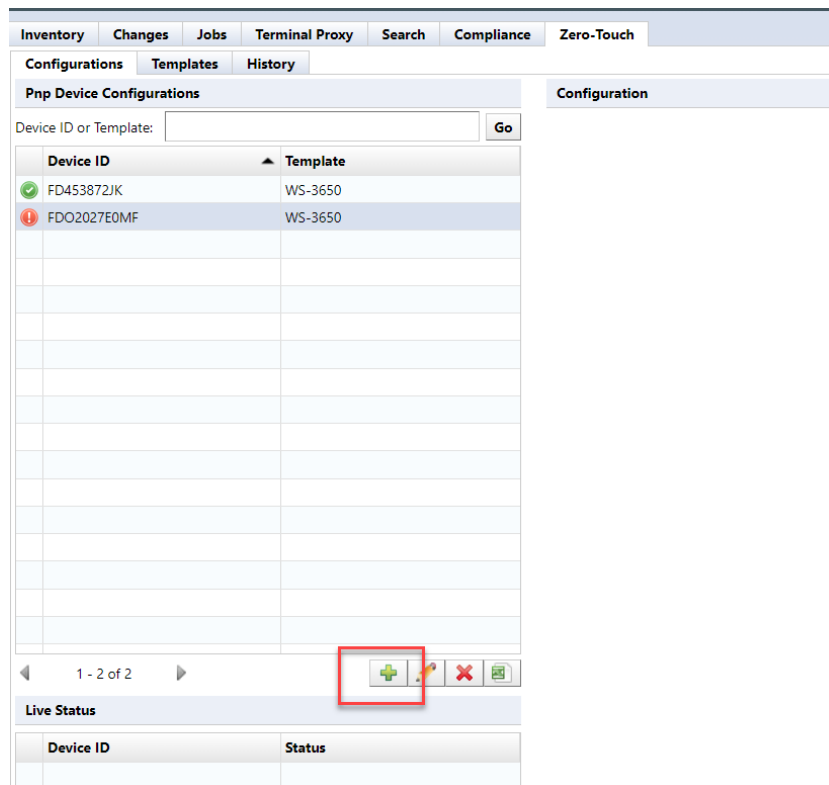 Inventory Changes Jobs Terminal Proxy Search Compliance Zero-Touch
Configurations Templates History
Pnp Device Configurations
Configuration
Device ID or Template: Go
Device ID Template
FD453872JK WS-3650
FDO2027E0MF WS-3650
1 - 2 of 2
Live Status
Device ID Status